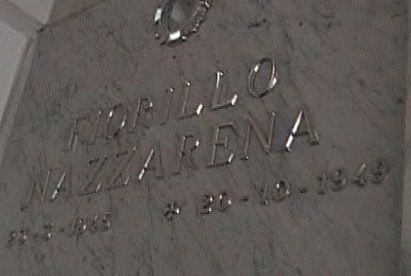 FIORILLO
NAZZARENA
* 20-10-1949